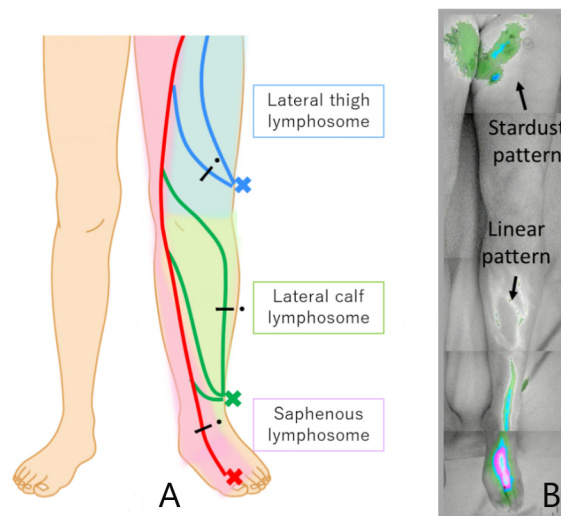 Lateral thigh
lymphosome
Lateral calf
lymphosome
Saphenous
lymphosome
A
Stardust
pattern
Linear
pattern
B